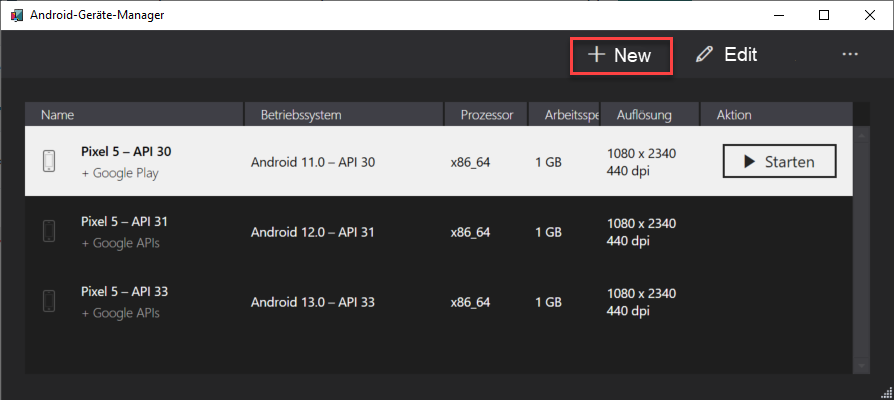 Android-Geräte-Manager
New Edit
Name Betriebssystem Prozessor Arbeitsspe Auflösung Aktion
Pixel 5 – API 30
+ Google Play
Android 11.0 – API 30
x86_64
1 GB
1080 x 2340
440 dpi
Starten
Pixel 5 – API 31
+ Google APIs
Android 12.0 – API 31
x86_64
1 GB
1080 x 2340
440 dpi
Pixel 5 – API 33
+ Google APIs
Android 13.0 – API 33
x86_64
1 GB
1080 x 2340
440 dpi